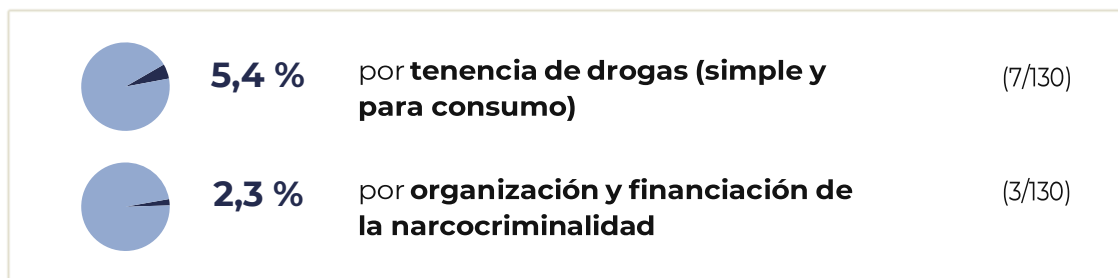 5,4 % por tenencia de drogas (simple y (7/130)
para consumo)
2,3 % por organización y financiación de (3/130)
la narcocriminalidad